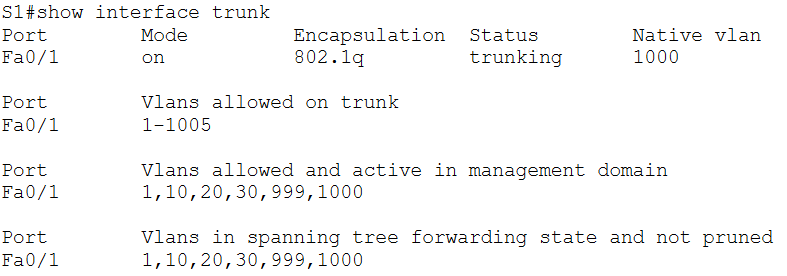 S1#show interface trunk
Port        Mode         Encapsulation  Status        Native vlan
Fa0/1       on           802.1q         trunking      1000

Port        Vlans allowed on trunk
Fa0/1       1-1005

Port        Vlans allowed and active in management domain
Fa0/1       1,10,20,30,999,1000

Port        Vlans in spanning tree forwarding state and not pruned
Fa0/1       1,10,20,30,999,1000